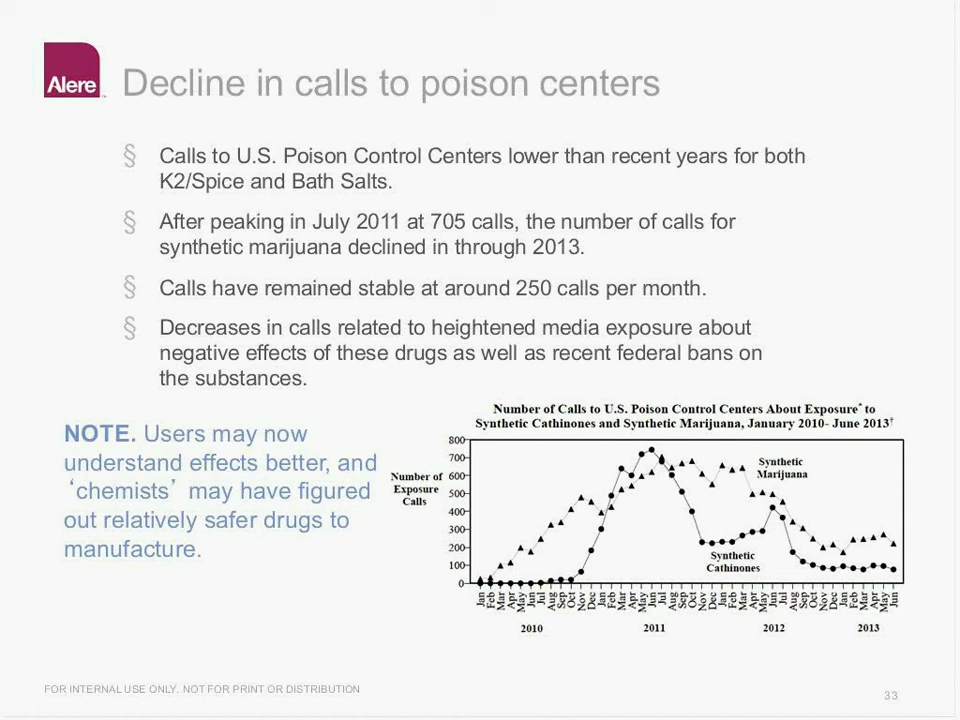 Alere
Decline in calls to poison centers
§ Calls to U.S. Poison Control Centers lower than recent years for both
K2/Spice and Bath Salts.
§ After peaking in July 2011 at 705 calls, the number of calls for
synthetic marijuana declined in through 2013.
§ Calls have remained stable at around 250 calls per month.
§ Decreases in calls related to heightened media exposure about
negative effects of these drugs as well as recent federal bans on
the substances.
NOTE. Users may now
understand effects better, and
‘chemists’ may have figured
out relatively safer drugs to
manufacture.
Number of Calls to U.S. Poison Control Centers About Exposure* to
Synthetic Cathinones and Synthetic Marijuana, January 2010- June 2013†
Number of
Exposure
Calls
800
700
600
500
400
300
200
100
0
Synthetic
Marijuana
Synthetic
Cathinones
Jan Feb Mar Apr May Jun Jul Aug Sep Oct Nov Dec Jan Feb Mar Apr May Jun Jul Aug Sep Oct Nov Dec Jan Feb Mar Apr May Jun Jul Aug Sep Oct Nov Dec Jan Feb Mar Apr May Jun
2010 2011 2012 2013
FOR INTERNAL USE ONLY. NOT FOR PRINT OR DISTRIBUTION
33